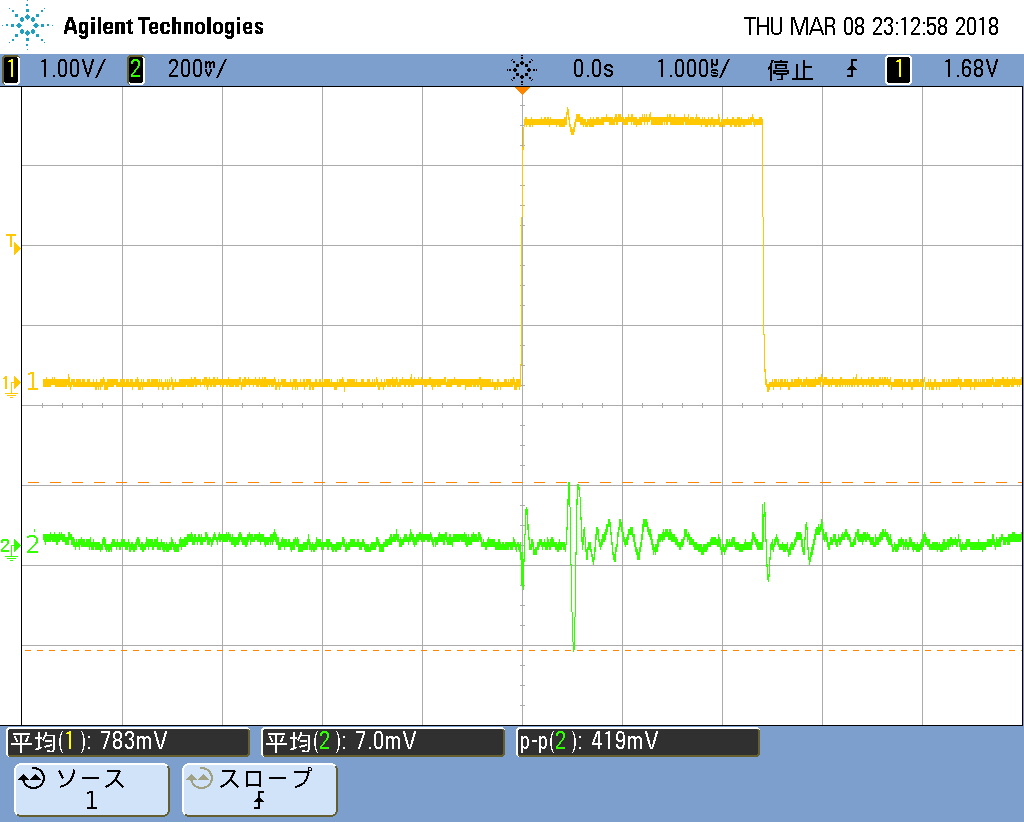 Agilent Technologies THU MAR 08 23:12:58 2018
1 1.00V/ 2 200mV/ 0.0s 1.000µs/ 停止 1 1.68V
T
1 1
2 2
平均(1): 783mV 平均(2): 7.0mV p-p(2): 419mV
ソース スロープ
1